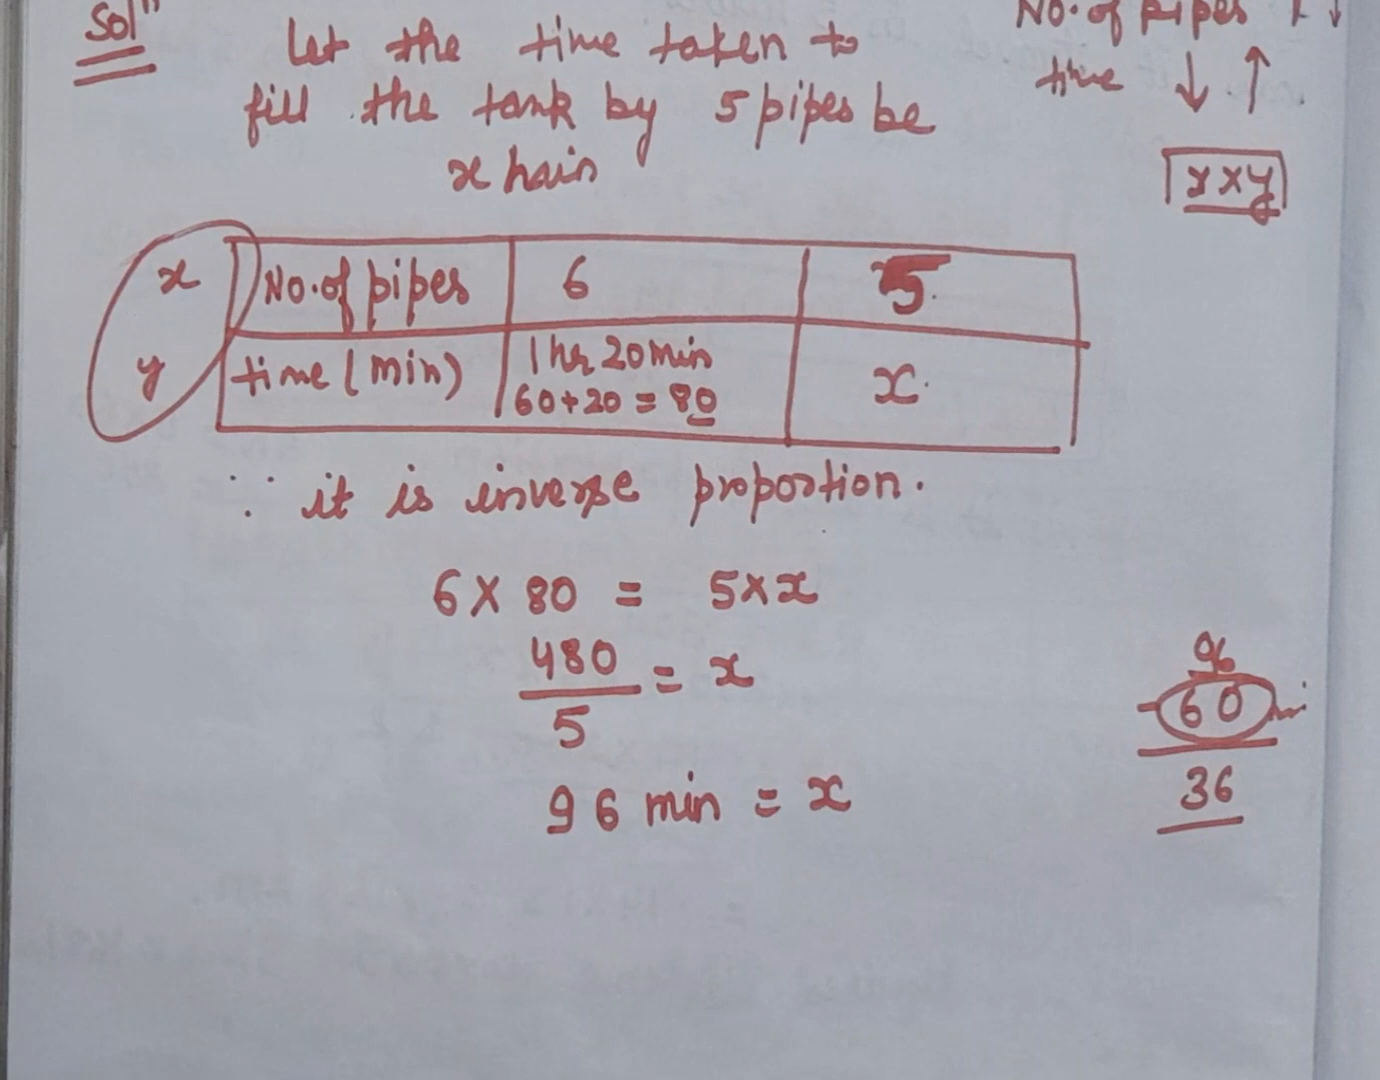 Solⁿ
Let the time taken to
fill the tank by 5 pipes be
x hain
No. of pipes ↑ ↓
time ↓ ↑
x × y
x No. of pipes 6 5
y time (min) 1 hr 20 min x
60+20 = 80
∵ it is inverse proportion.
6 × 80 = 5 × x
480/5 = x
96 min = x
96
-60
36